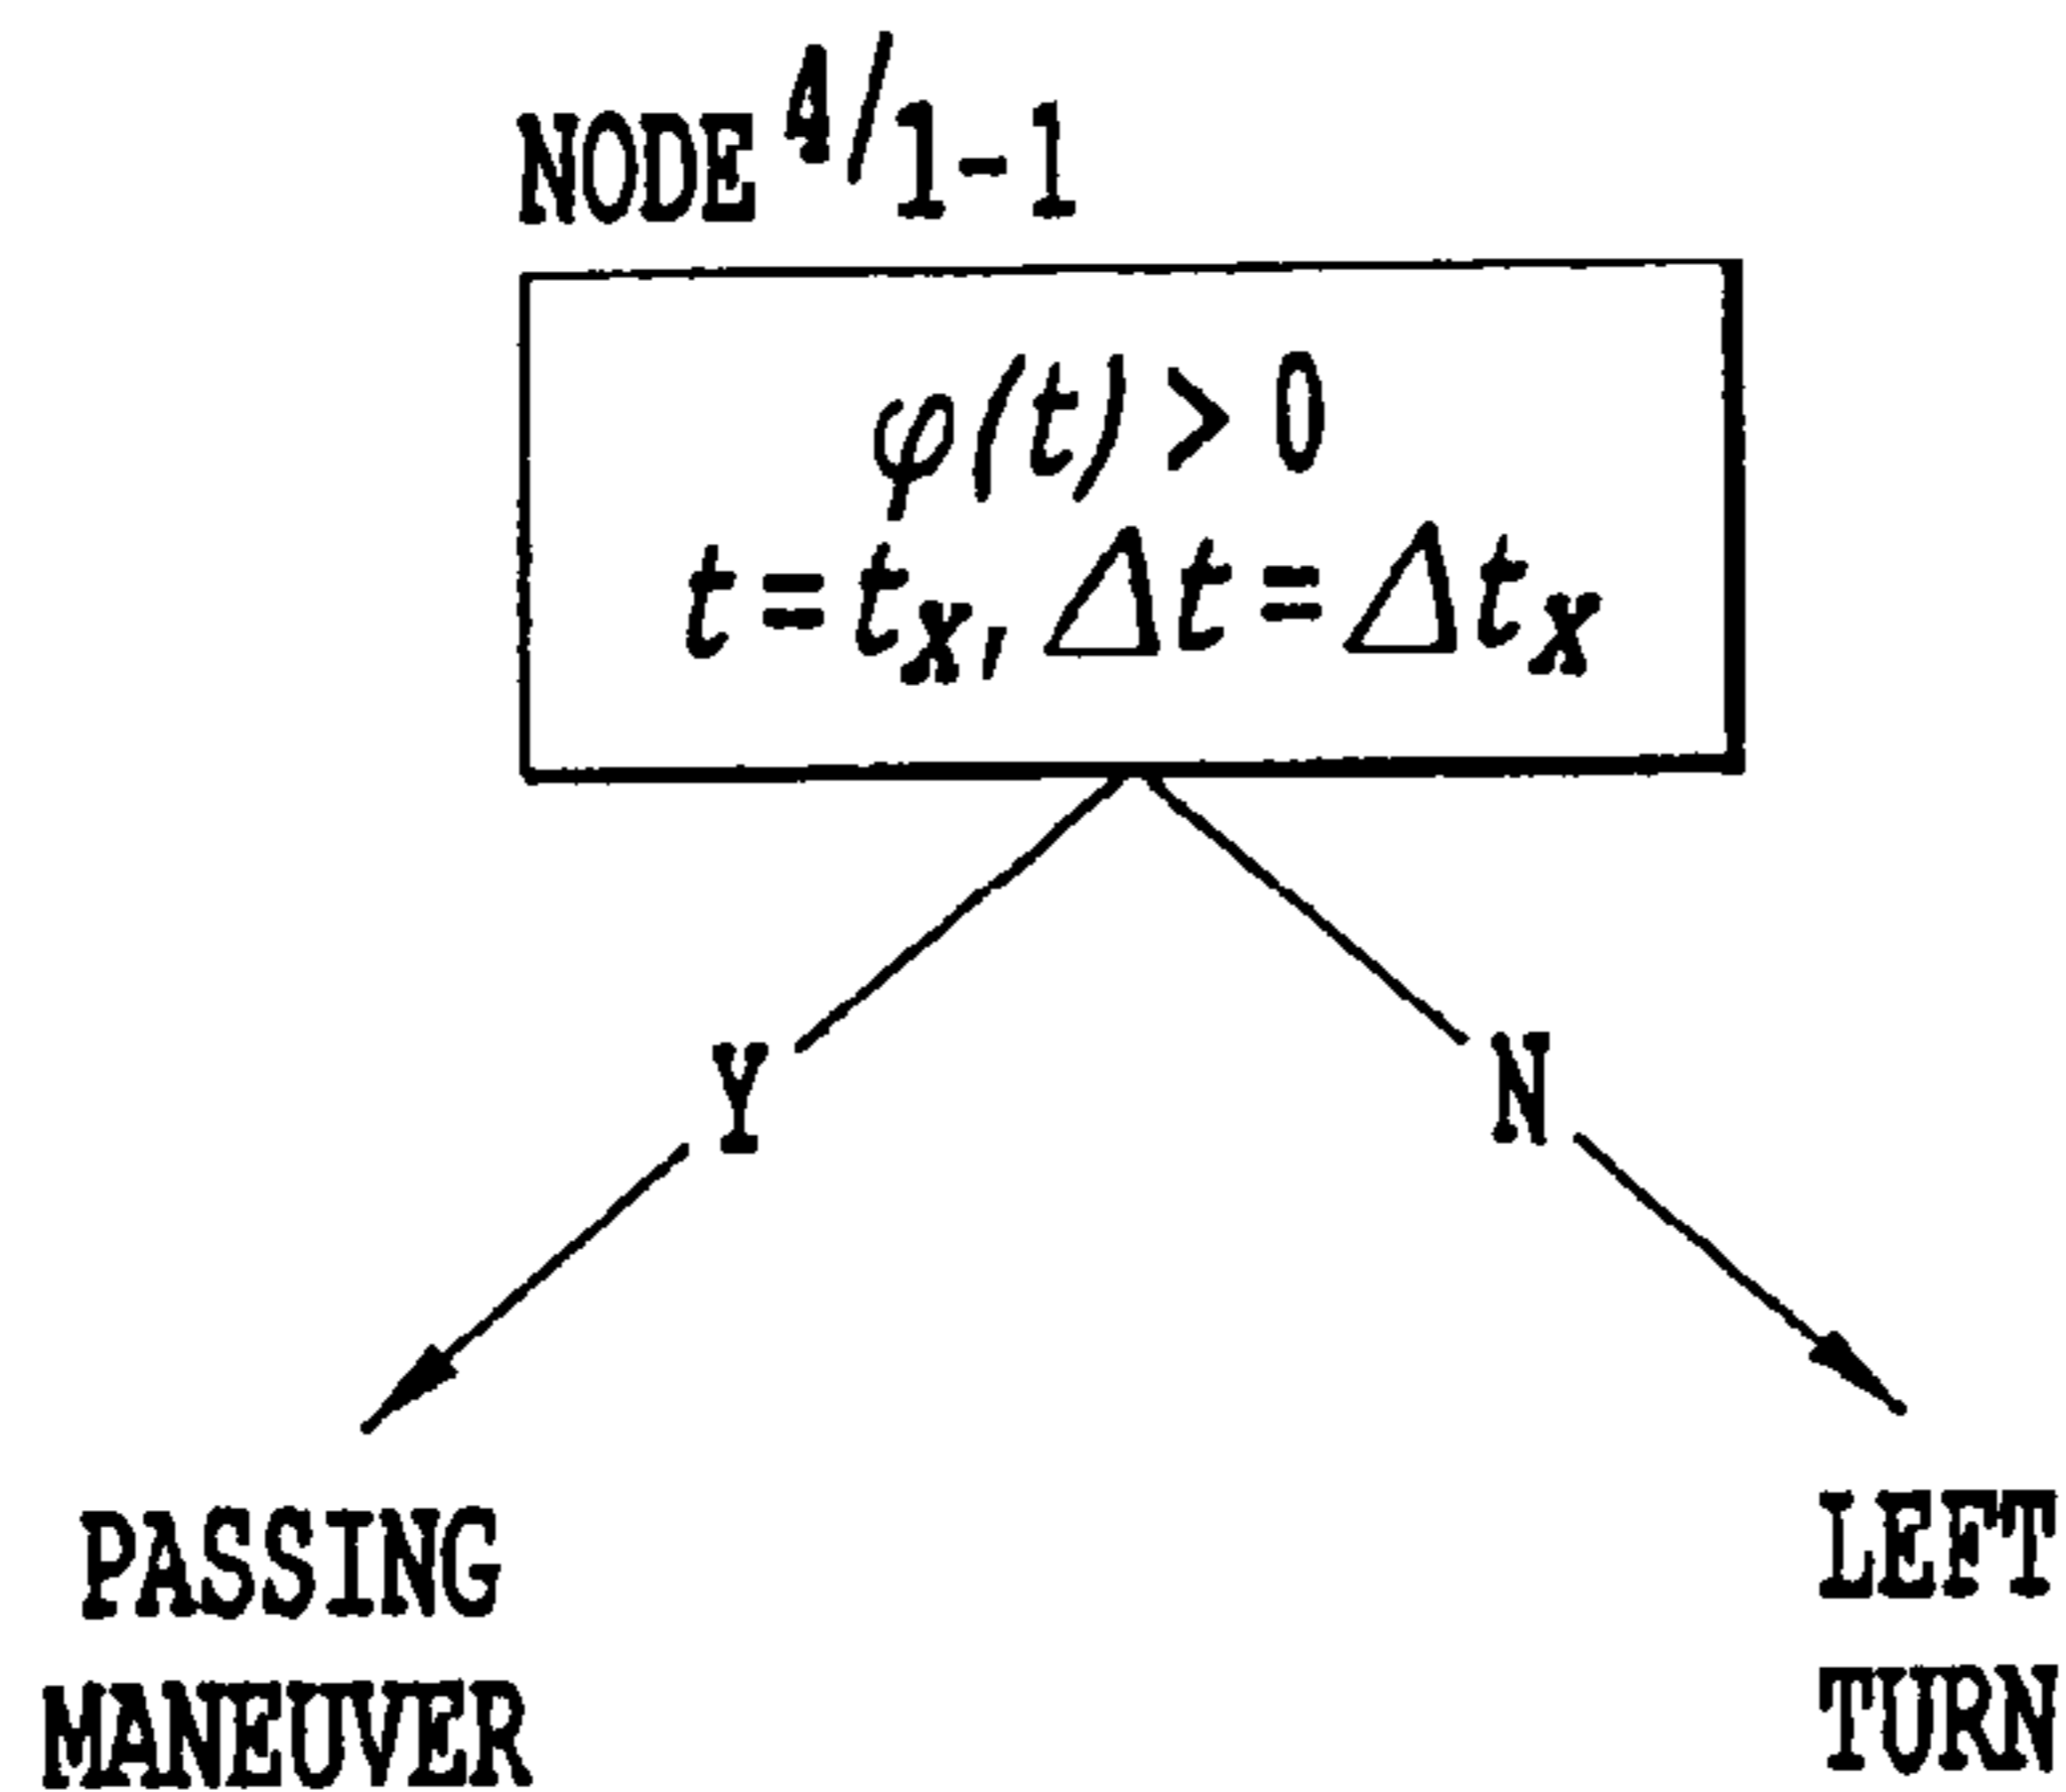 NODE 4/1-1
φ(t) > 0
t = tₓ, Δt = Δtₓ
Y N
PASSING LEFT
MANEUVER TURN